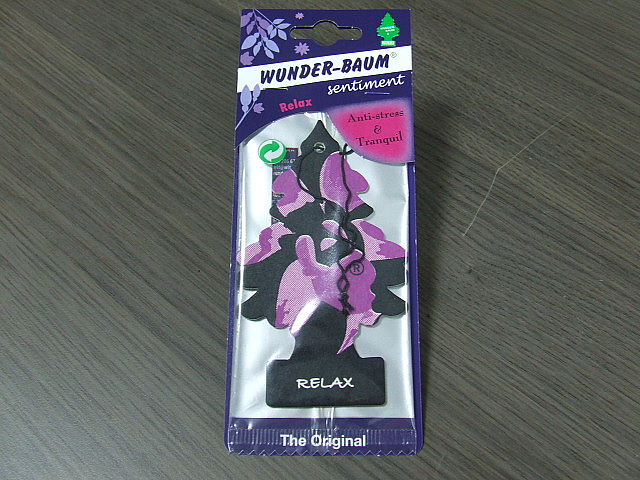 WUNDER-BAUM®
sentiment
Relax
Anti-stress
&
Tranquil
®
RELAX
The Original